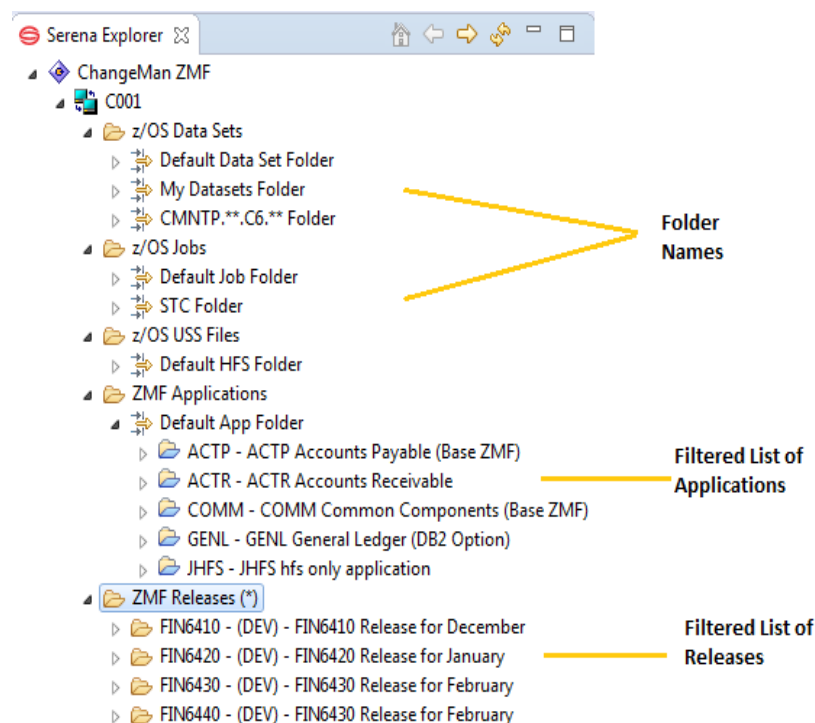 Serena Explorer
ChangeMan ZMF
C001
z/OS Data Sets
Default Data Set Folder
My Datasets Folder
CMNTP.**.C6.** Folder
z/OS Jobs
Default Job Folder
STC Folder
z/OS USS Files
Default HFS Folder
ZMF Applications
Default App Folder
ACTP - ACTP Accounts Payable (Base ZMF)
ACTR - ACTR Accounts Receivable
COMM - COMM Common Components (Base ZMF)
GENL - GENL General Ledger (DB2 Option)
JHFS - JHFS hfs only application
ZMF Releases (*)
FIN6410 - (DEV) - FIN6410 Release for December
FIN6420 - (DEV) - FIN6420 Release for January
FIN6430 - (DEV) - FIN6430 Release for February
FIN6440 - (DEV) - FIN6430 Release for February
Folder
Names
Filtered List of
Applications
Filtered List of
Releases